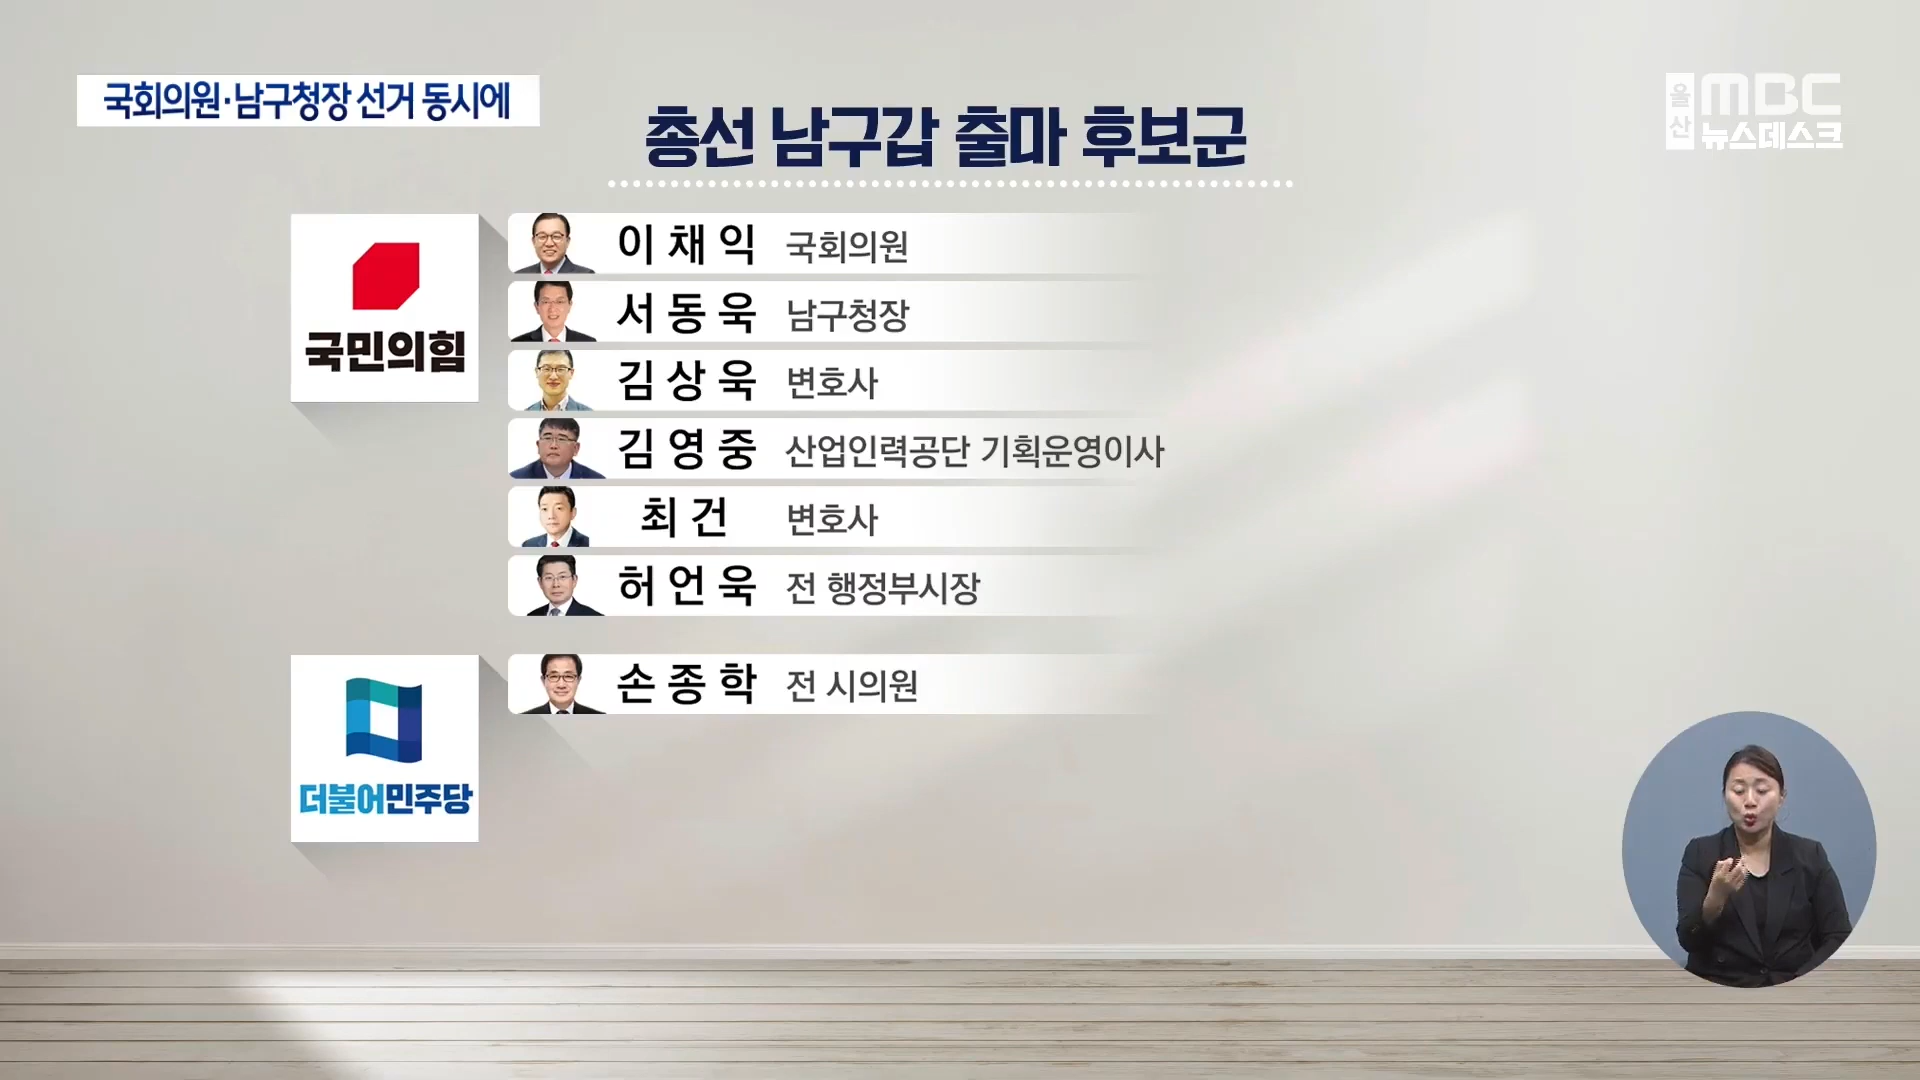 국회의원·남구청장 선거 동시에
울산 MBC 뉴스데스크
총선 남구갑 출마 후보군
국민의힘
이채익 국회의원
서동욱 남구청장
김상욱 변호사
김영중 산업인력공단 기획운영이사
최건 변호사
허언욱 전 행정부시장
더불어민주당
손종학 전 시의원